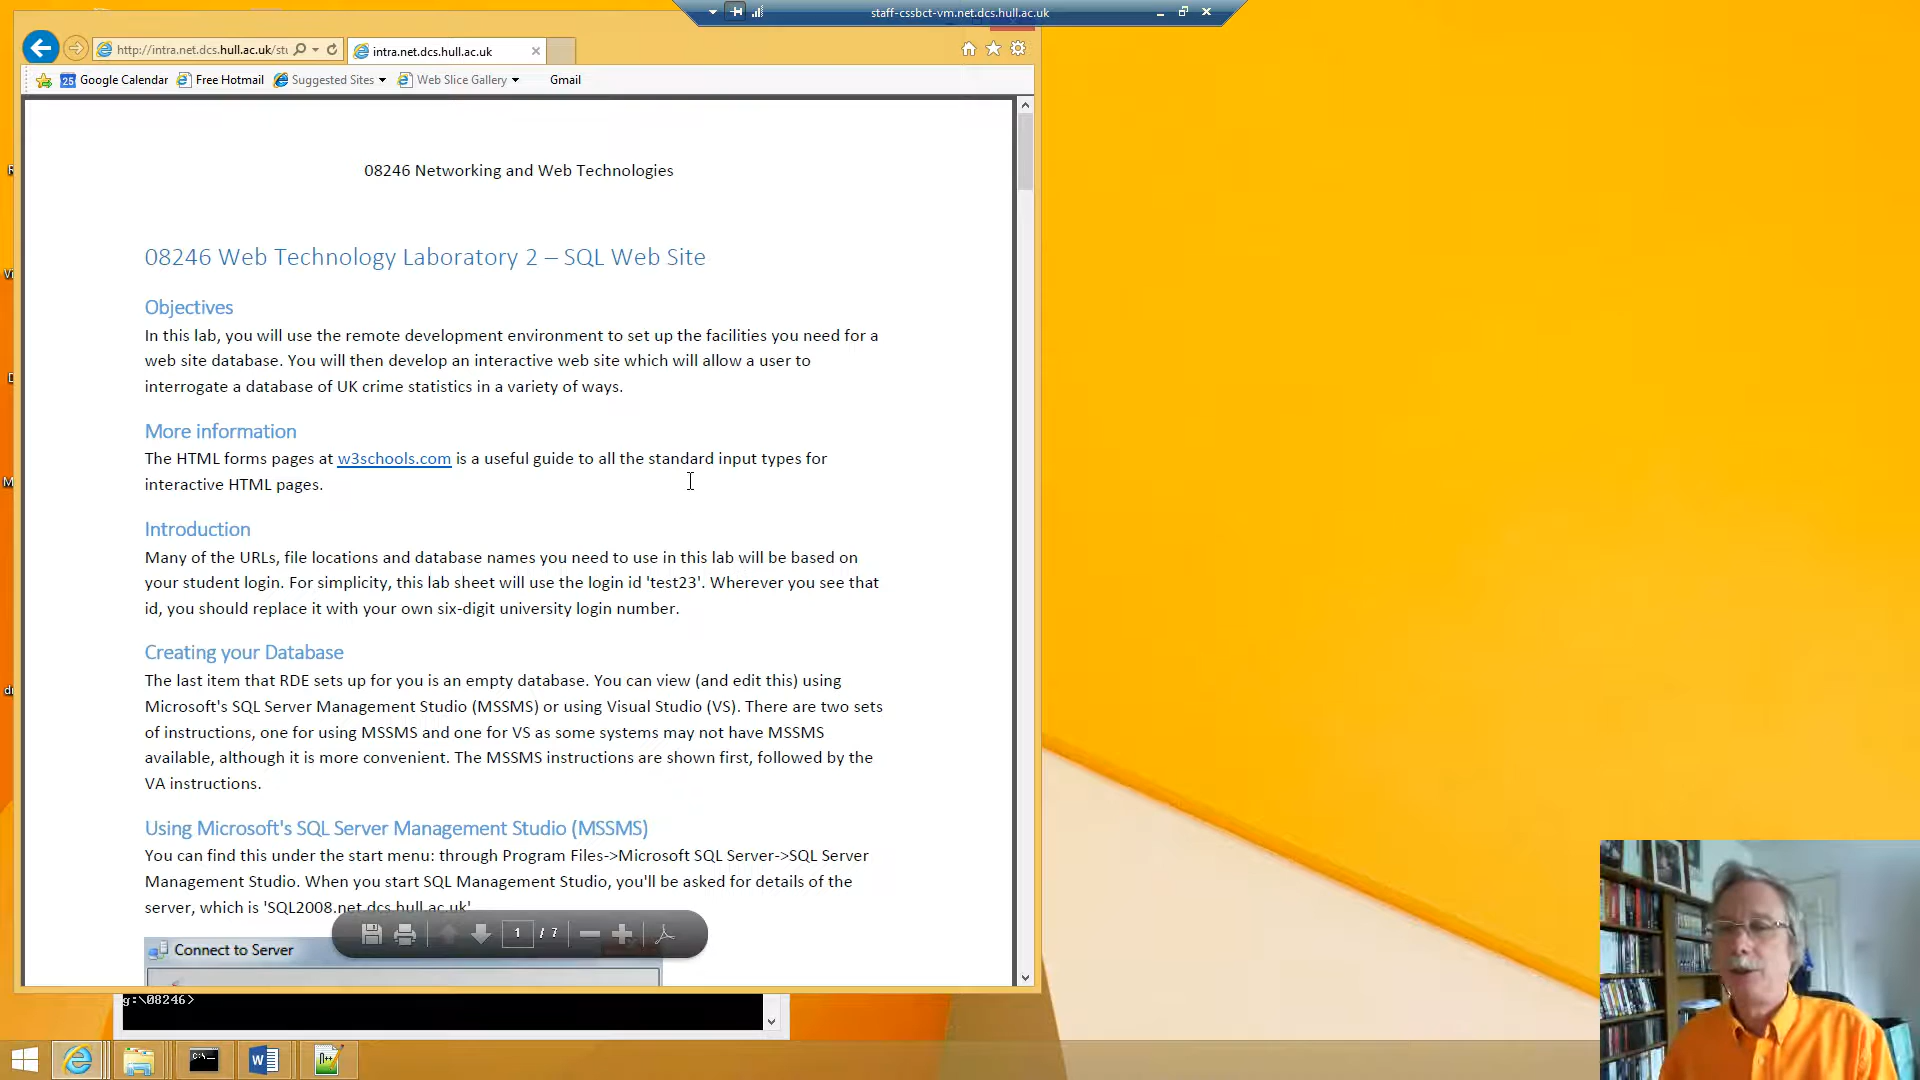 staff-cssbct-vm.net.dcs.hull.ac.uk
http://intra.net.dcs.hull.ac.uk/stu
intra.net.dcs.hull.ac.uk
25 Google Calendar Free Hotmail Suggested Sites Web Slice Gallery Gmail
08246 Networking and Web Technologies
08246 Web Technology Laboratory 2 – SQL Web Site
Objectives
In this lab, you will use the remote development environment to set up the facilities you need for a
web site database. You will then develop an interactive web site which will allow a user to
interrogate a database of UK crime statistics in a variety of ways.
More information
The HTML forms pages at w3schools.com is a useful guide to all the standard input types for
interactive HTML pages.
Introduction
Many of the URLs, file locations and database names you need to use in this lab will be based on
your student login. For simplicity, this lab sheet will use the login id 'test23'. Wherever you see that
id, you should replace it with your own six-digit university login number.
Creating your Database
The last item that RDE sets up for you is an empty database. You can view (and edit this) using
Microsoft's SQL Server Management Studio (MSSMS) or using Visual Studio (VS). There are two sets
of instructions, one for using MSSMS and one for VS as some systems may not have MSSMS
available, although it is more convenient. The MSSMS instructions are shown first, followed by the
VA instructions.
Using Microsoft's SQL Server Management Studio (MSSMS)
You can find this under the start menu: through Program Files->Microsoft SQL Server->SQL Server
Management Studio. When you start SQL Management Studio, you'll be asked for details of the
server, which is 'SQL2008.net.dcs.hull.ac.uk'
1 / 7
Connect to Server
g:\08246>